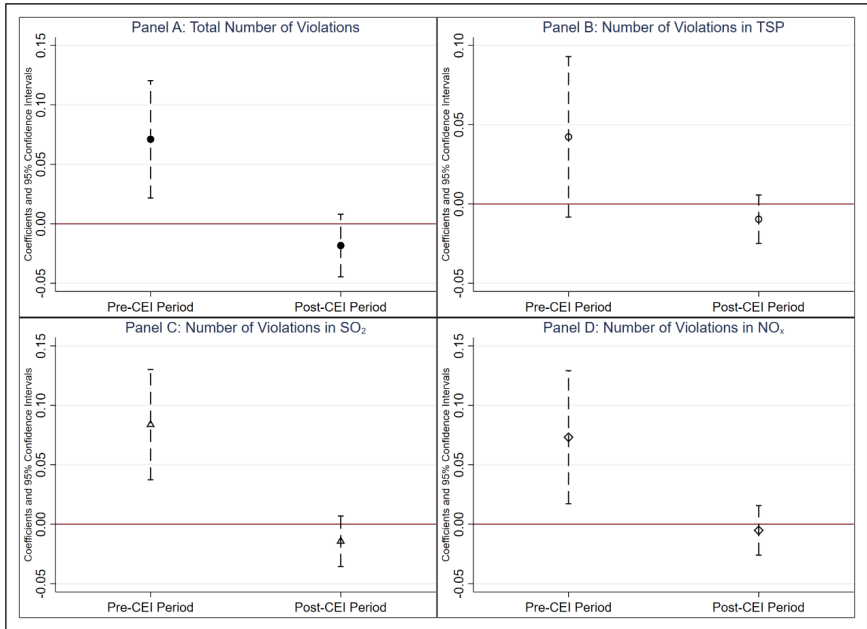 Panel A: Total Number of Violations
Coefficients and 95% Confidence Intervals
0.15
0.10
0.05
0.00
-0.05
Pre-CEI Period Post-CEI Period
Panel B: Number of Violations in TSP
Coefficients and 95% Confidence Intervals
0.10
0.05
0.00
-0.05
Pre-CEI Period Post-CEI Period
Panel C: Number of Violations in SO₂
Coefficients and 95% Confidence Intervals
0.15
0.10
0.05
0.00
-0.05
Pre-CEI Period Post-CEI Period
Panel D: Number of Violations in NOₓ
Coefficients and 95% Confidence Intervals
0.15
0.10
0.05
0.00
-0.05
Pre-CEI Period Post-CEI Period